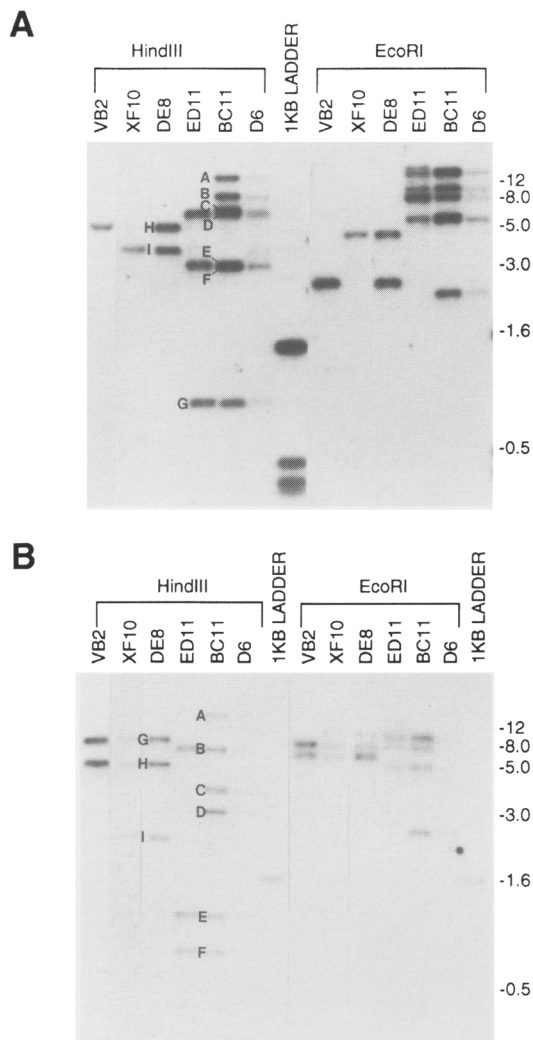 A
HindIII
EcoRI
VB2
XF10
DE8
ED11
BC11
D6
1KB LADDER
VB2
XF10
DE8
ED11
BC11
D6
A
B
C
D
E
F
G
H
I
-12
-8.0
-5.0
-3.0
-1.6
-0.5
B
HindIII
EcoRI
VB2
XF10
DE8
ED11
BC11
D6
1KB LADDER
VB2
XF10
DE8
ED11
BC11
D6
1KB LADDER
A
G
B
H
C
D
I
E
F
-12
-8.0
-5.0
-3.0
-1.6
-0.5